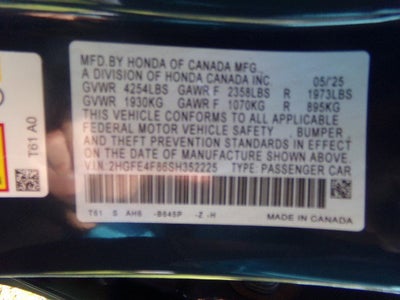 MFD.BY HONDA OF CANADA MFG.
A DIVISION OF HONDA CANADA INC 05/'25
GVWR 4254LBS GAWR F 2358LBS R 1973LBS
GVWR 1930KG GAWR F 1070KG R 895KG
THIS VEHICLE CONFORMS TO ALL APPLICABLE
FEDERAL MOTOR VEHICLE SAFETY , BUMPER ,
AND THEFT PREVENTION STANDARDS IN EFFECT
ON THE DATE OF MANUFACTURE SHOWN ABOVE.
V.I.N: 2HGFE4F86SH352225 TYPE: PASSENGER CAR
T61 S AH6 -B645P -Z -H
MADE IN CANADA
T61 A0